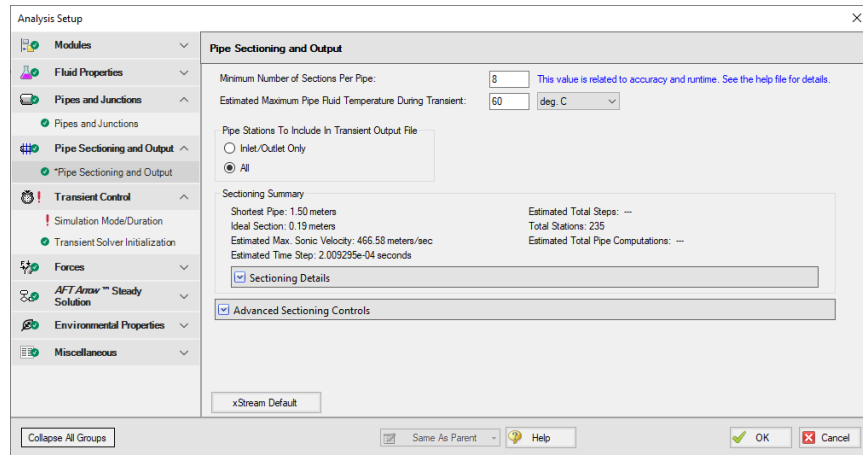 Analysis Setup
Modules
Fluid Properties
Pipes and Junctions
Pipes and Junctions
Pipe Sectioning and Output
*Pipe Sectioning and Output
Transient Control
Simulation Mode/Duration
Transient Solver Initialization
Forces
AFT Arrow ™ Steady
Solution
Environmental Properties
Miscellaneous
Pipe Sectioning and Output
Minimum Number of Sections Per Pipe: 8 This value is related to accuracy and runtime. See the help file for details.
Estimated Maximum Pipe Fluid Temperature During Transient: 60 deg. C
Pipe Stations To Include In Transient Output File
Inlet/Outlet Only
All
Sectioning Summary
Shortest Pipe: 1.50 meters
Ideal Section: 0.19 meters
Estimated Max. Sonic Velocity: 466.58 meters/sec
Estimated Time Step: 2.009295e-04 seconds
Estimated Total Steps: ---
Total Stations: 235
Estimated Total Pipe Computations: ---
Sectioning Details
Advanced Sectioning Controls
xStream Default
Collapse All Groups
Same As Parent
Help
OK
Cancel